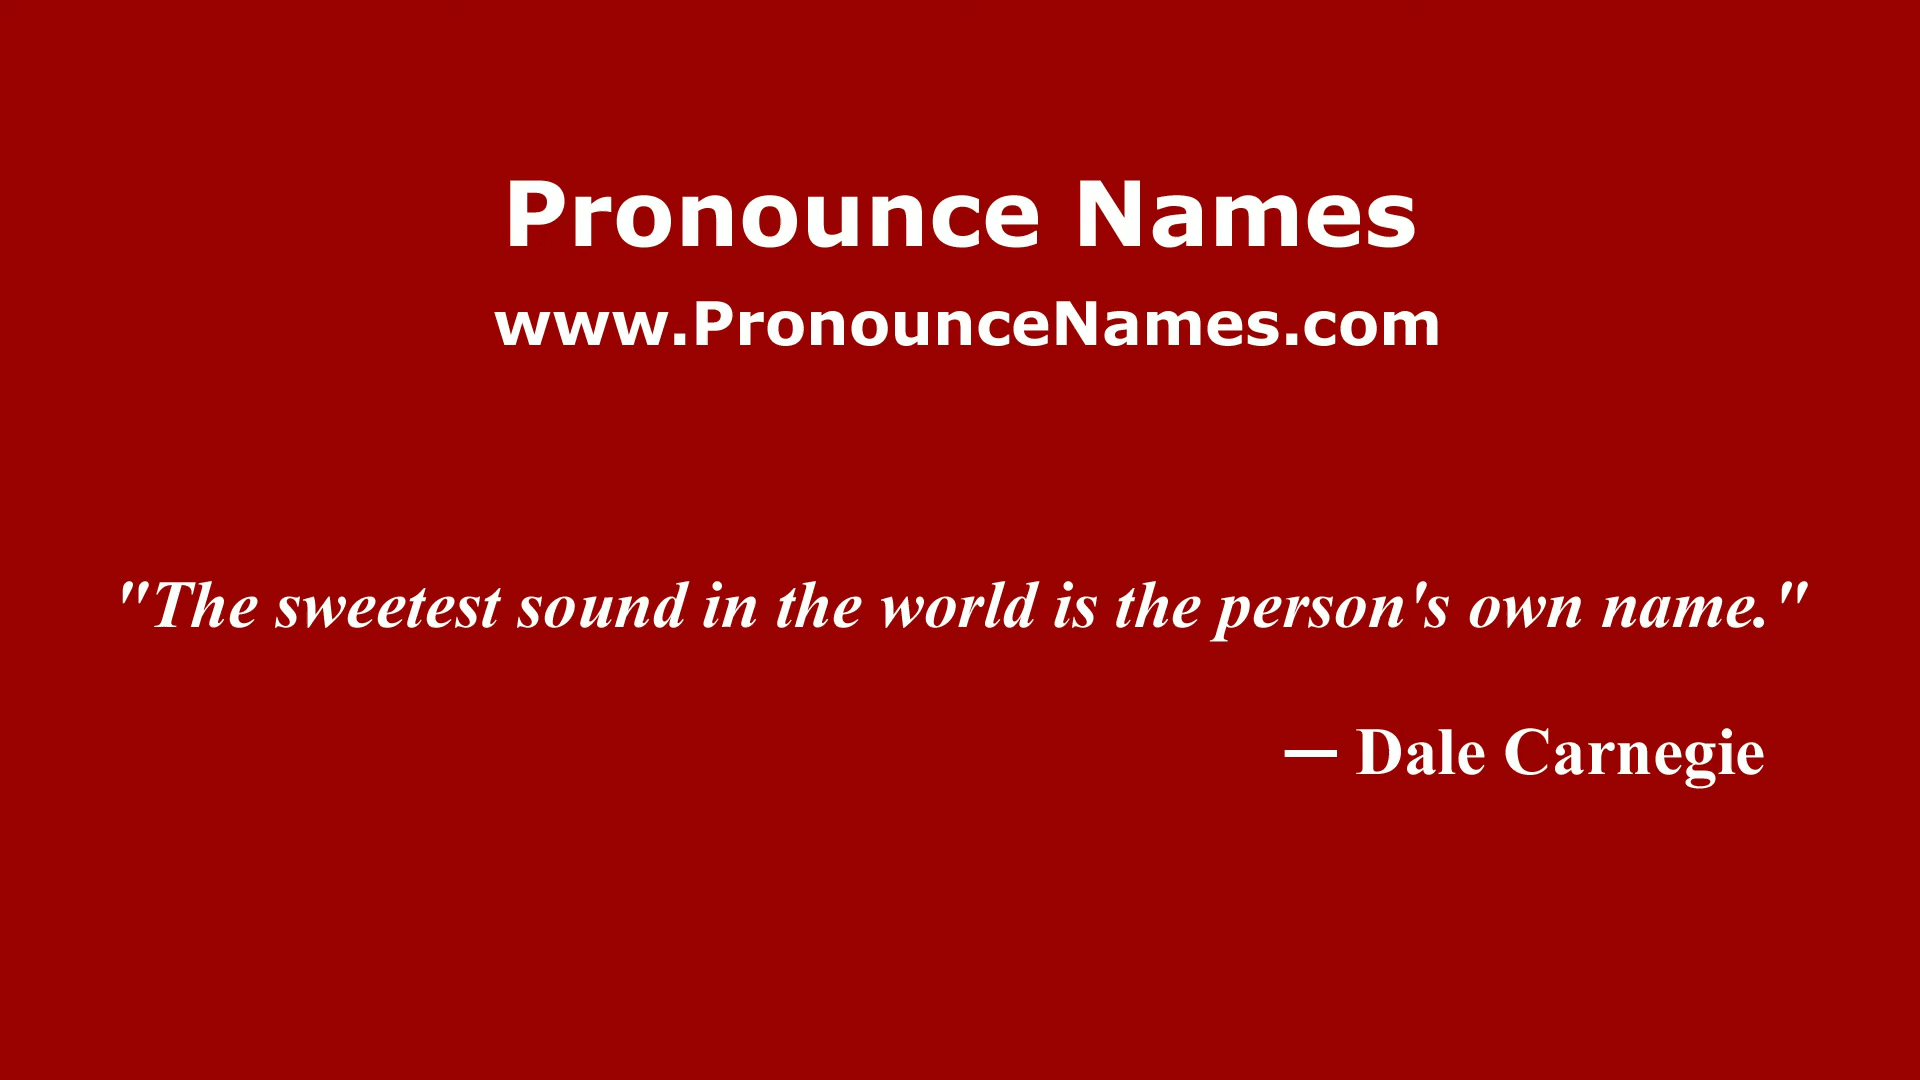 Pronounce Names
www.PronounceNames.com
"The sweetest sound in the world is the person's own name."
— Dale Carnegie